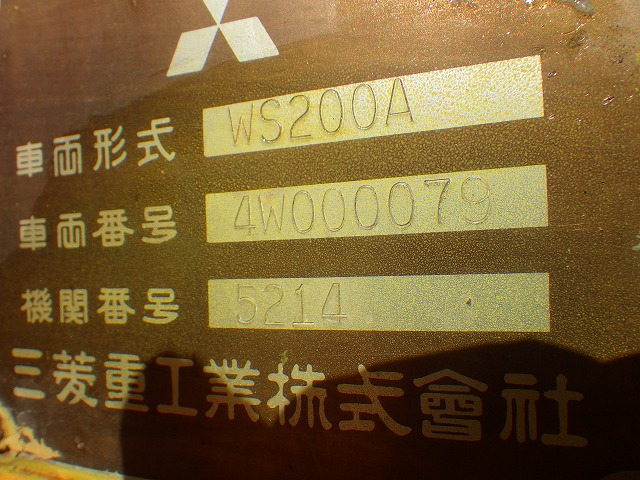 車両形式 WS200A
車両番号 4W000079
機関番号 5214
三菱重工業株式會社